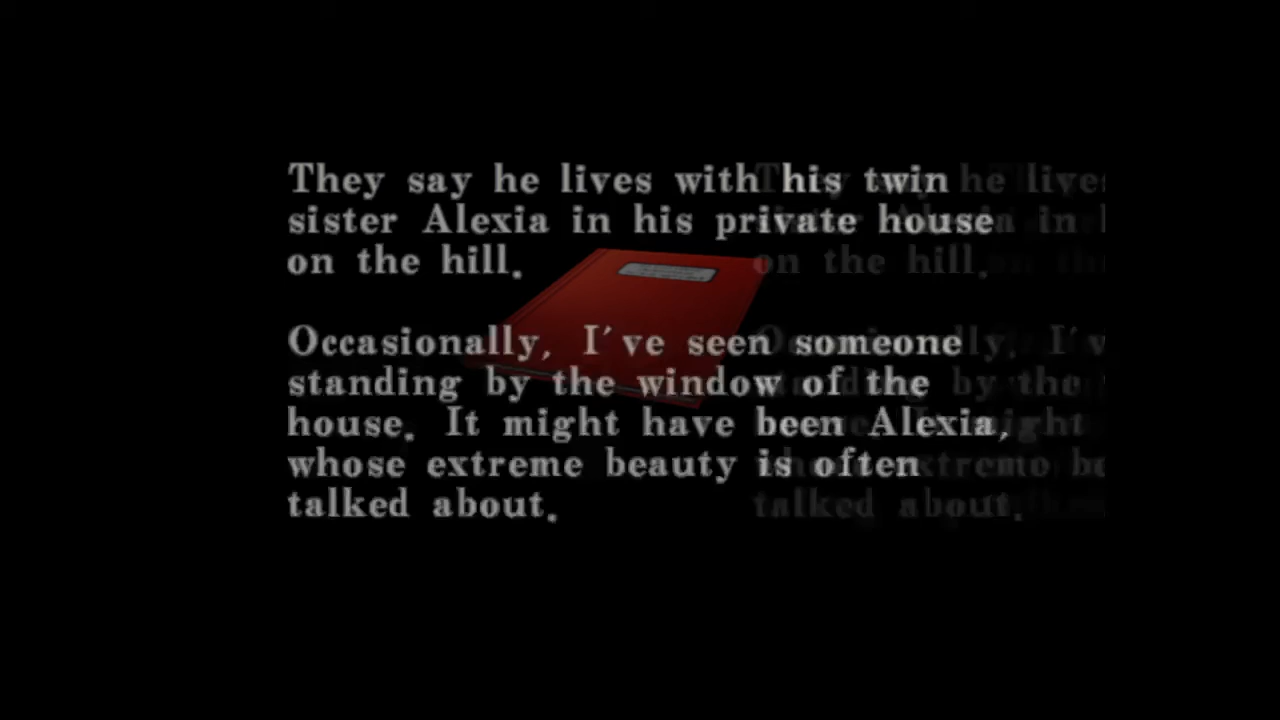 They say he lives with his twin
sister Alexia in his private house
on the hill.
Occasionally, I've seen someone
standing by the window of the
house. It might have been Alexia,
whose extreme beauty is often
talked about.